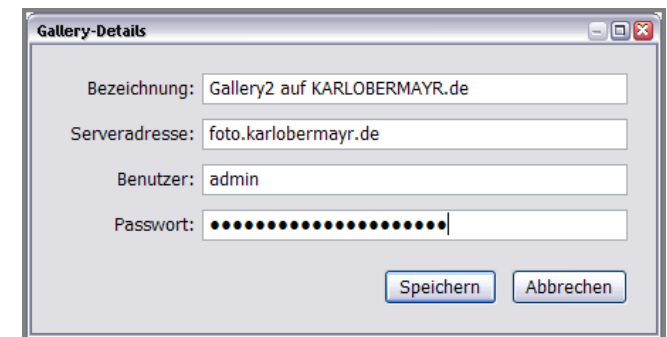 Gallery-Details
Bezeichnung: Gallery2 auf KARLOBERMAYR.de
Serveradresse: foto.karlobermayr.de
Benutzer: admin
Passwort: ●●●●●●●●●●●●●●●●●●●●●
Speichern Abbrechen